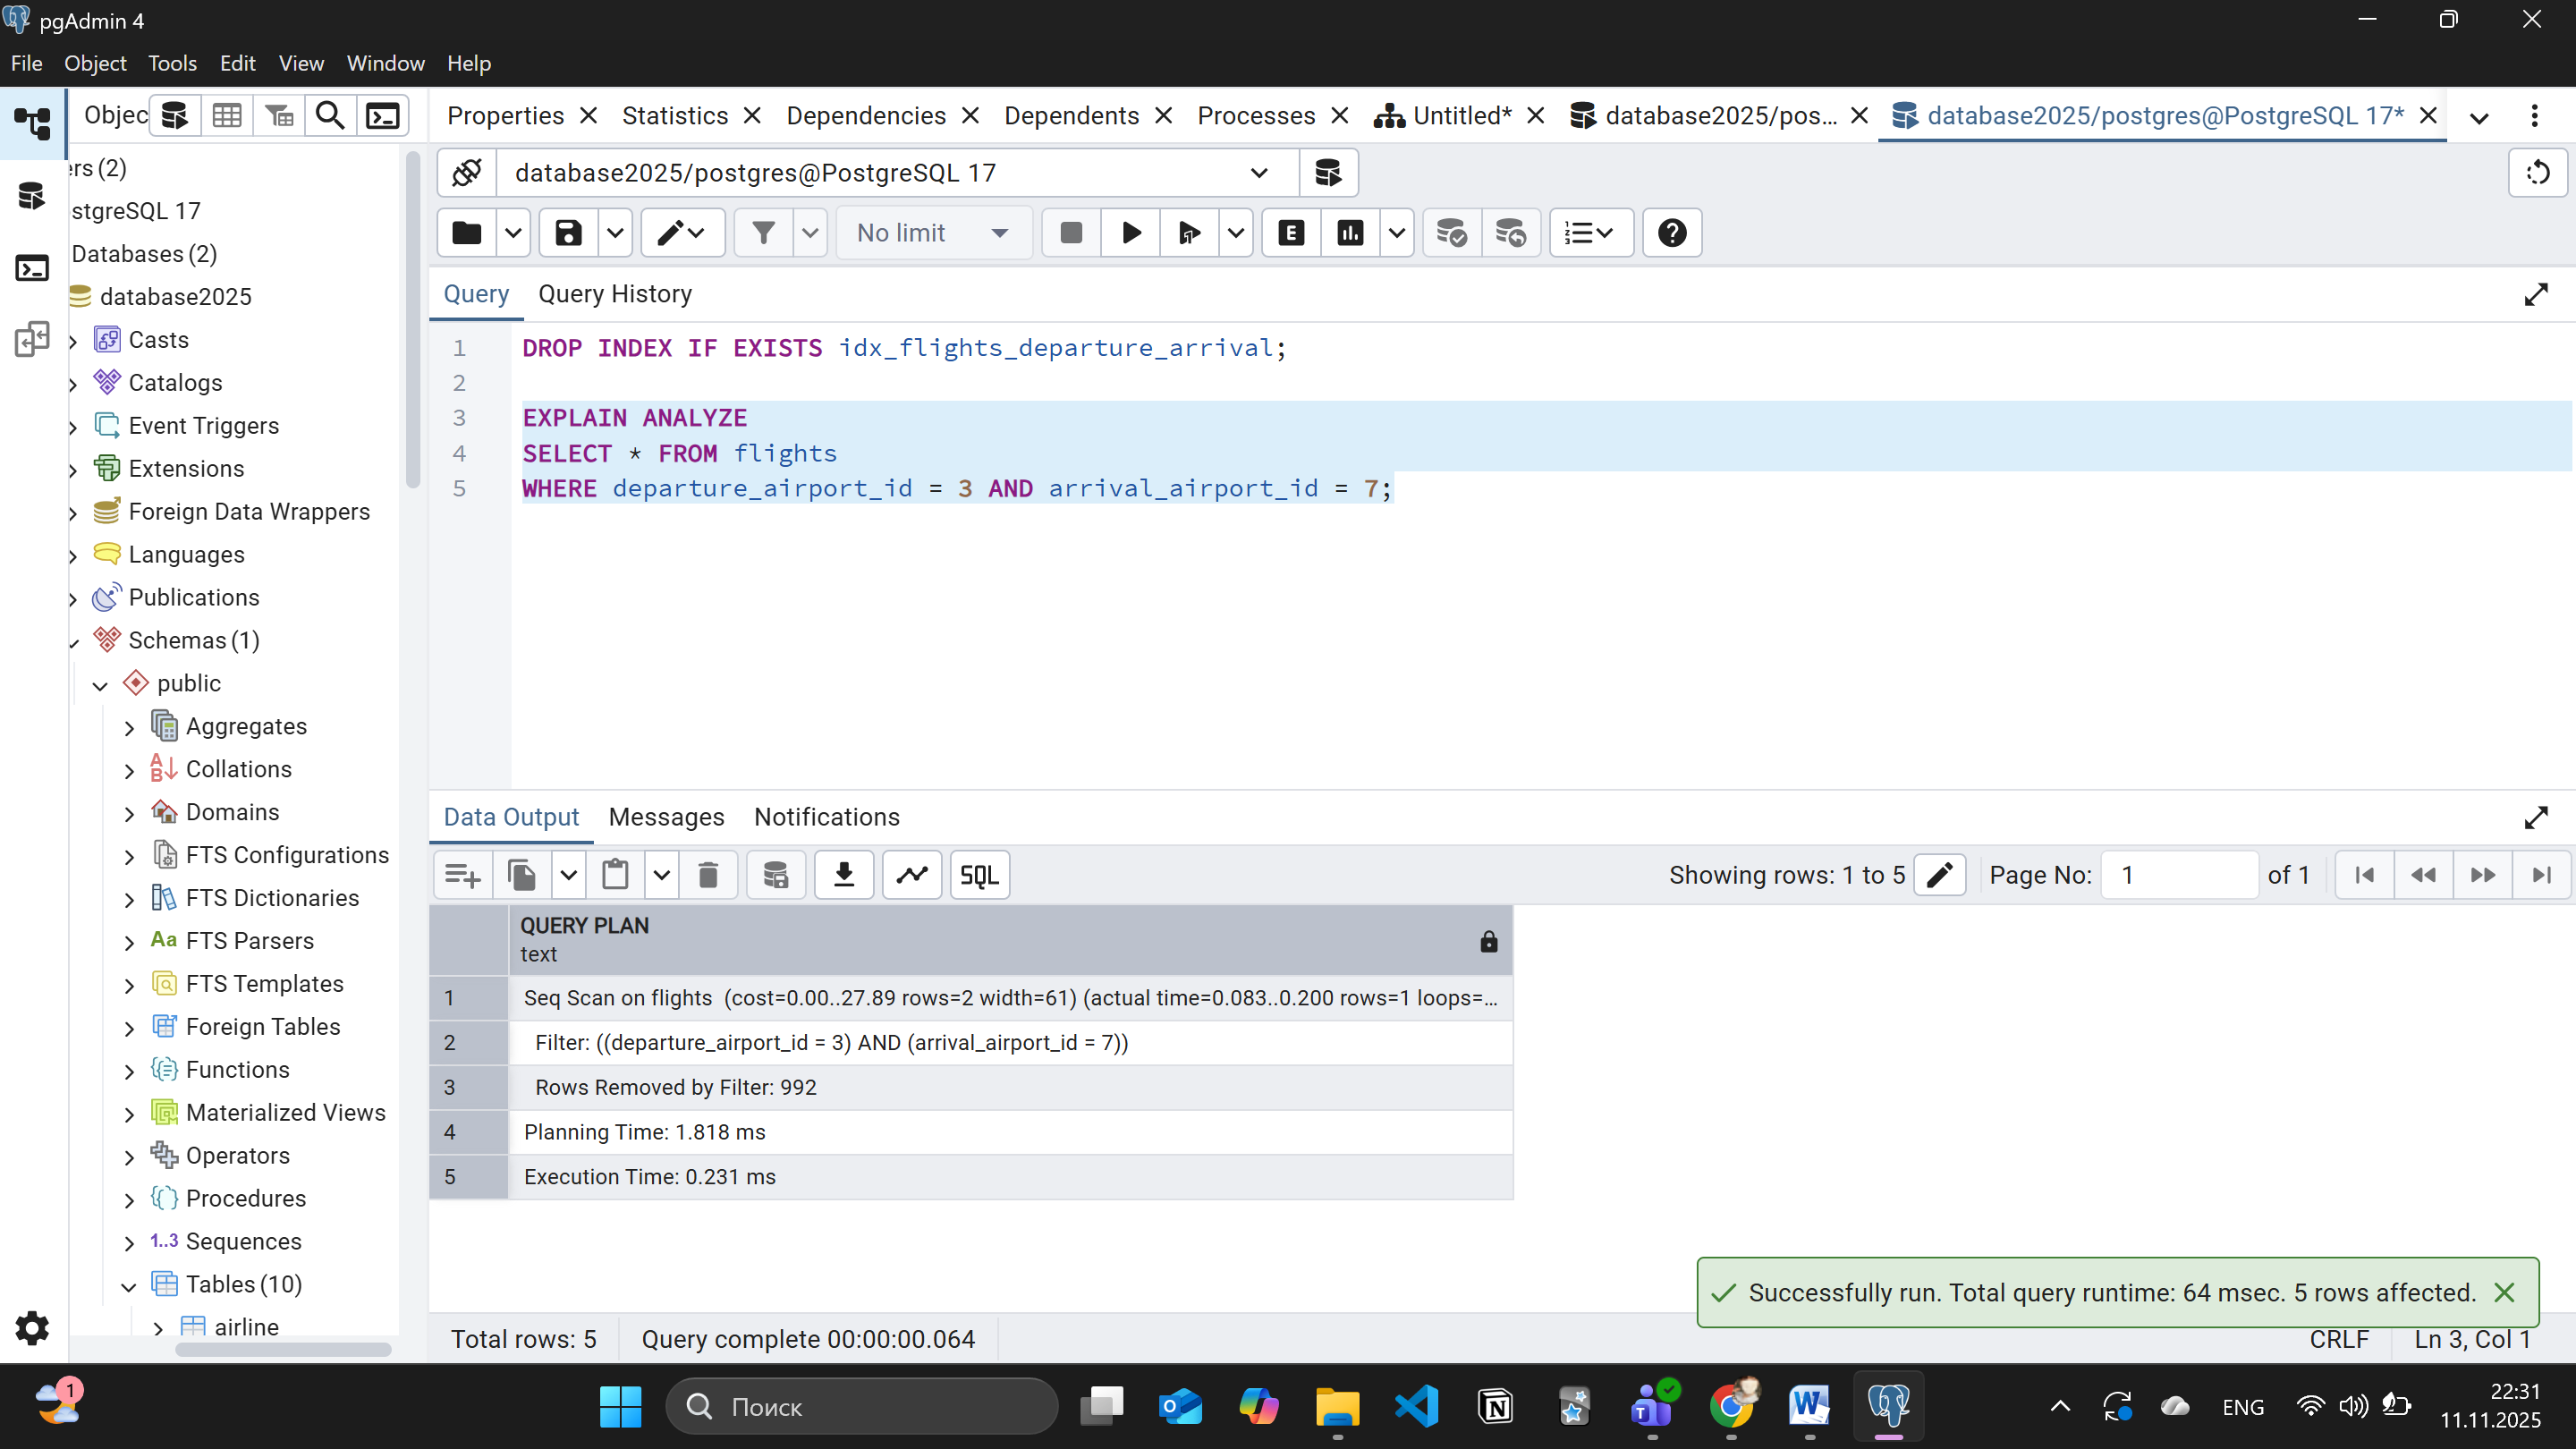 pgAdmin 4
File Object Tools Edit View Window Help
Objec
Properties Statistics Dependencies Dependents Processes Untitled* database2025/pos... database2025/postgres@PostgreSQL 17*
ers (2)
stgreSQL 17
Databases (2)
database2025
Casts
Catalogs
Event Triggers
Extensions
Foreign Data Wrappers
Languages
Publications
Schemas (1)
public
Aggregates
Collations
Domains
FTS Configurations
FTS Dictionaries
Aa FTS Parsers
FTS Templates
Foreign Tables
Functions
Materialized Views
Operators
Procedures
1..3 Sequences
Tables (10)
airline
database2025/postgres@PostgreSQL 17
No limit
E
Query Query History
1 DROP INDEX IF EXISTS idx_flights_departure_arrival;
2
3 EXPLAIN ANALYZE
4 SELECT * FROM flights
5 WHERE departure_airport_id = 3 AND arrival_airport_id = 7;
Data Output Messages Notifications
SQL Showing rows: 1 to 5 Page No: 1 of 1
QUERY PLAN
text
1 Seq Scan on flights (cost=0.00..27.89 rows=2 width=61) (actual time=0.083..0.200 rows=1 loops=...
2 Filter: ((departure_airport_id = 3) AND (arrival_airport_id = 7))
3 Rows Removed by Filter: 992
4 Planning Time: 1.818 ms
5 Execution Time: 0.231 ms
Successfully run. Total query runtime: 64 msec. 5 rows affected.
Total rows: 5 Query complete 00:00:00.064 CRLF Ln 3, Col 1
1 Поиск ENG 22:31
11.11.2025